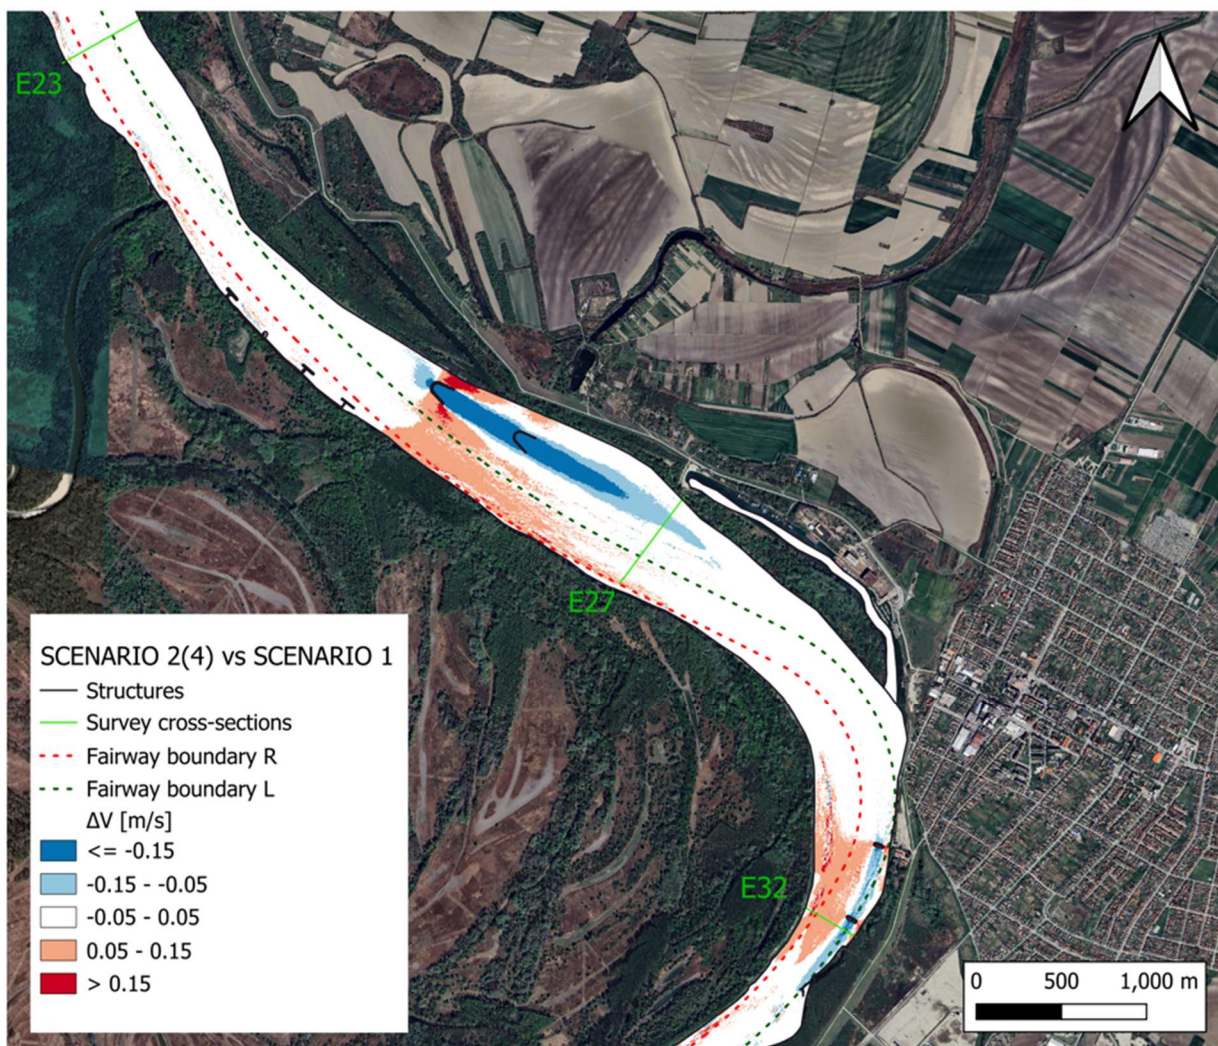 E23
E27
E32
SCENARIO 2(4) vs SCENARIO 1
Structures
Survey cross-sections
Fairway boundary R
Fairway boundary L
ΔV [m/s]
<= -0.15
-0.15 - -0.05
-0.05 - 0.05
0.05 - 0.15
> 0.15
0 500 1,000 m